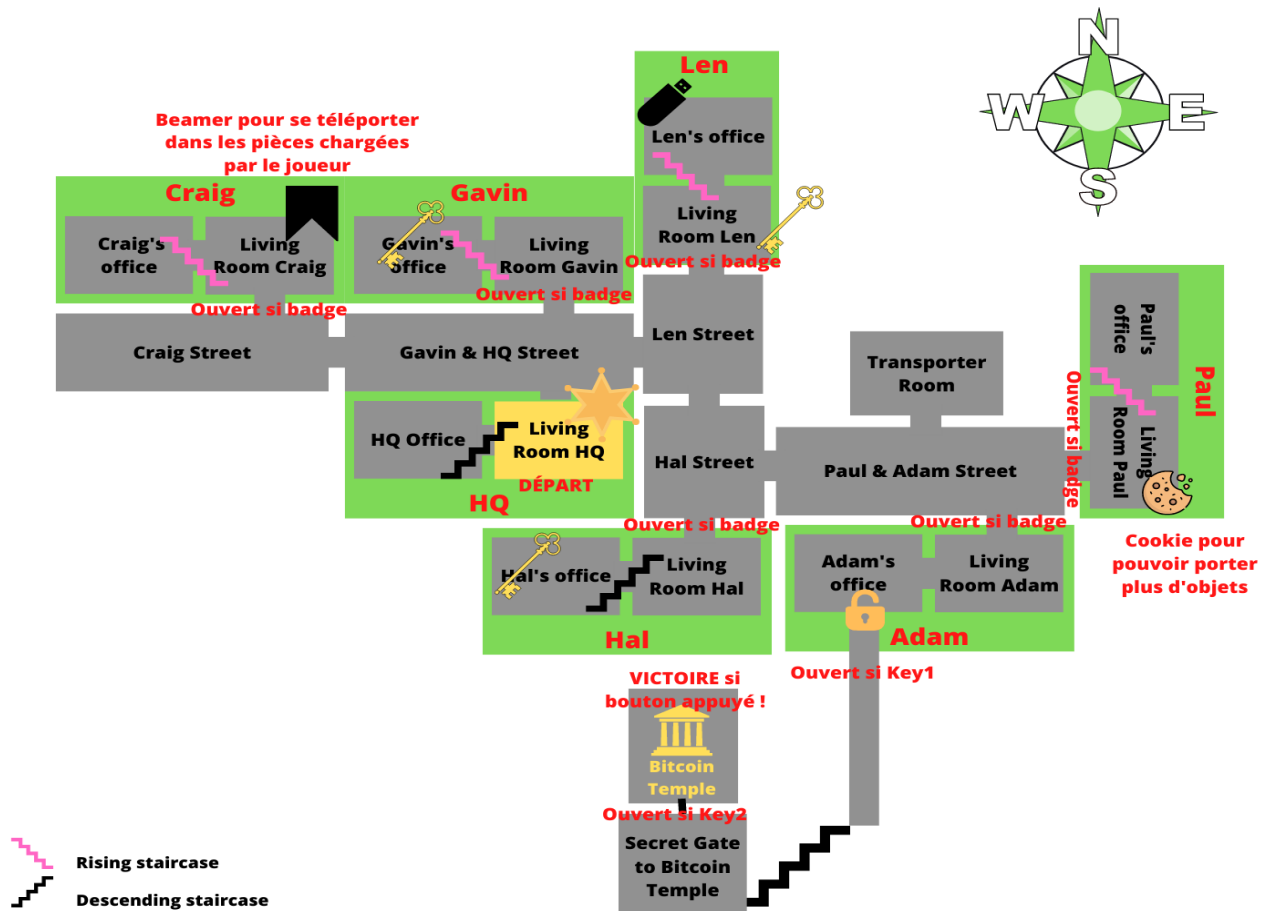 N
W
E
S
Len
Len's office
Living
Room Len
Ouvert si badge
Beamer pour se téléporter
dans les pièces chargées
par le joueur
Craig
Craig's
office
Living
Room Craig
Ouvert si badge
Gavin
Gavin's
office
Living
Room Gavin
Ouvert si badge
Craig Street
Gavin & HQ Street
Len Street
HQ Office
Living
Room HQ
DÉPART
HQ
Hal Street
Transporter
Room
Paul & Adam Street
Paul's
office
Living
Room Paul
Paul
Ouvert si badge
Cookie pour
pouvoir porter
plus d'objets
Ouvert si badge
Hal's office
Living
Room Hal
Hal
Ouvert si badge
Adam's
office
Living
Room Adam
Adam
Ouvert si Key1
VICTOIRE si
bouton appuyé !
Bitcoin
Temple
Ouvert si Key2
Secret Gate
to Bitcoin
Temple
Rising staircase
Descending staircase